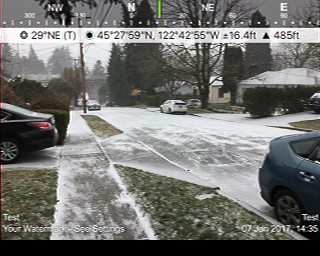 NW N NE E
300 330 30 60 90
29°NE (T) 45°27'59"N, 122°42'55"W ±16.4ft ▲ 485ft
Test Test
Your Watermark - See Settings 07 Jan 2017, 14:35